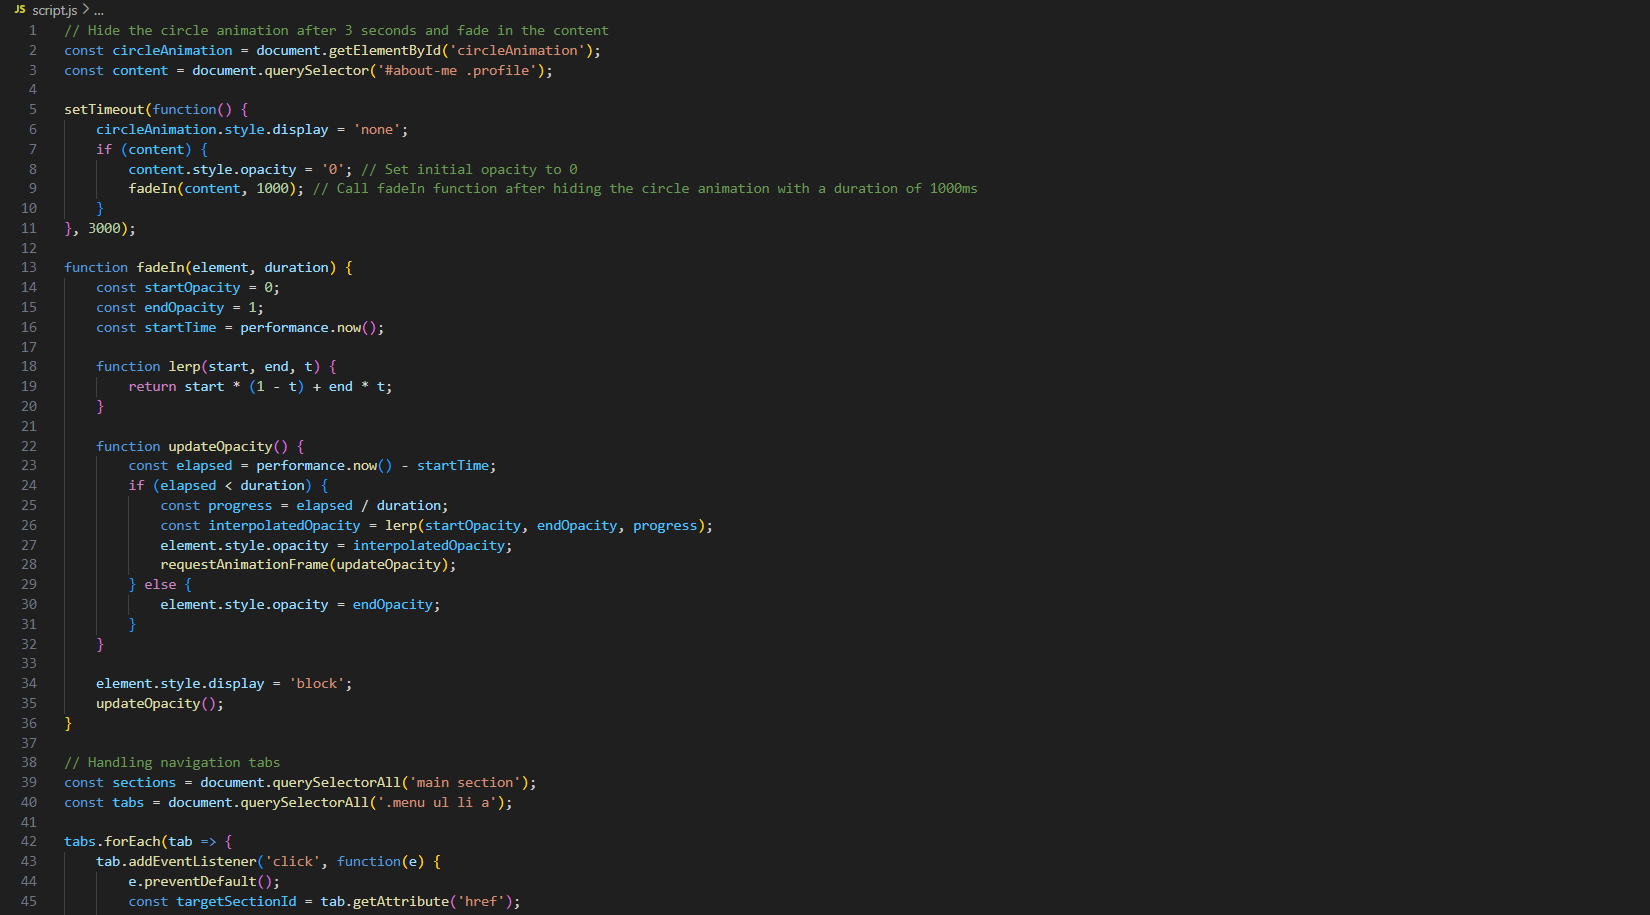 JS script.js > ...
1 // Hide the circle animation after 3 seconds and fade in the content
2 const circleAnimation = document.getElementById('circleAnimation');
3 const content = document.querySelector('#about-me .profile');
4
5 setTimeout(function() {
6     circleAnimation.style.display = 'none';
7     if (content) {
8         content.style.opacity = '0'; // Set initial opacity to 0
9         fadeIn(content, 1000); // Call fadeIn function after hiding the circle animation with a duration of 1000ms
10     }
11 }, 3000);
12
13 function fadeIn(element, duration) {
14     const startOpacity = 0;
15     const endOpacity = 1;
16     const startTime = performance.now();
17
18     function lerp(start, end, t) {
19         return start * (1 - t) + end * t;
20     }
21
22     function updateOpacity() {
23         const elapsed = performance.now() - startTime;
24         if (elapsed < duration) {
25             const progress = elapsed / duration;
26             const interpolatedOpacity = lerp(startOpacity, endOpacity, progress);
27             element.style.opacity = interpolatedOpacity;
28             requestAnimationFrame(updateOpacity);
29         } else {
30             element.style.opacity = endOpacity;
31         }
32     }
33
34     element.style.display = 'block';
35     updateOpacity();
36 }
37
38 // Handling navigation tabs
39 const sections = document.querySelectorAll('main section');
40 const tabs = document.querySelectorAll('.menu ul li a');
41
42 tabs.forEach(tab => {
43     tab.addEventListener('click', function(e) {
44         e.preventDefault();
45         const targetSectionId = tab.getAttribute('href');